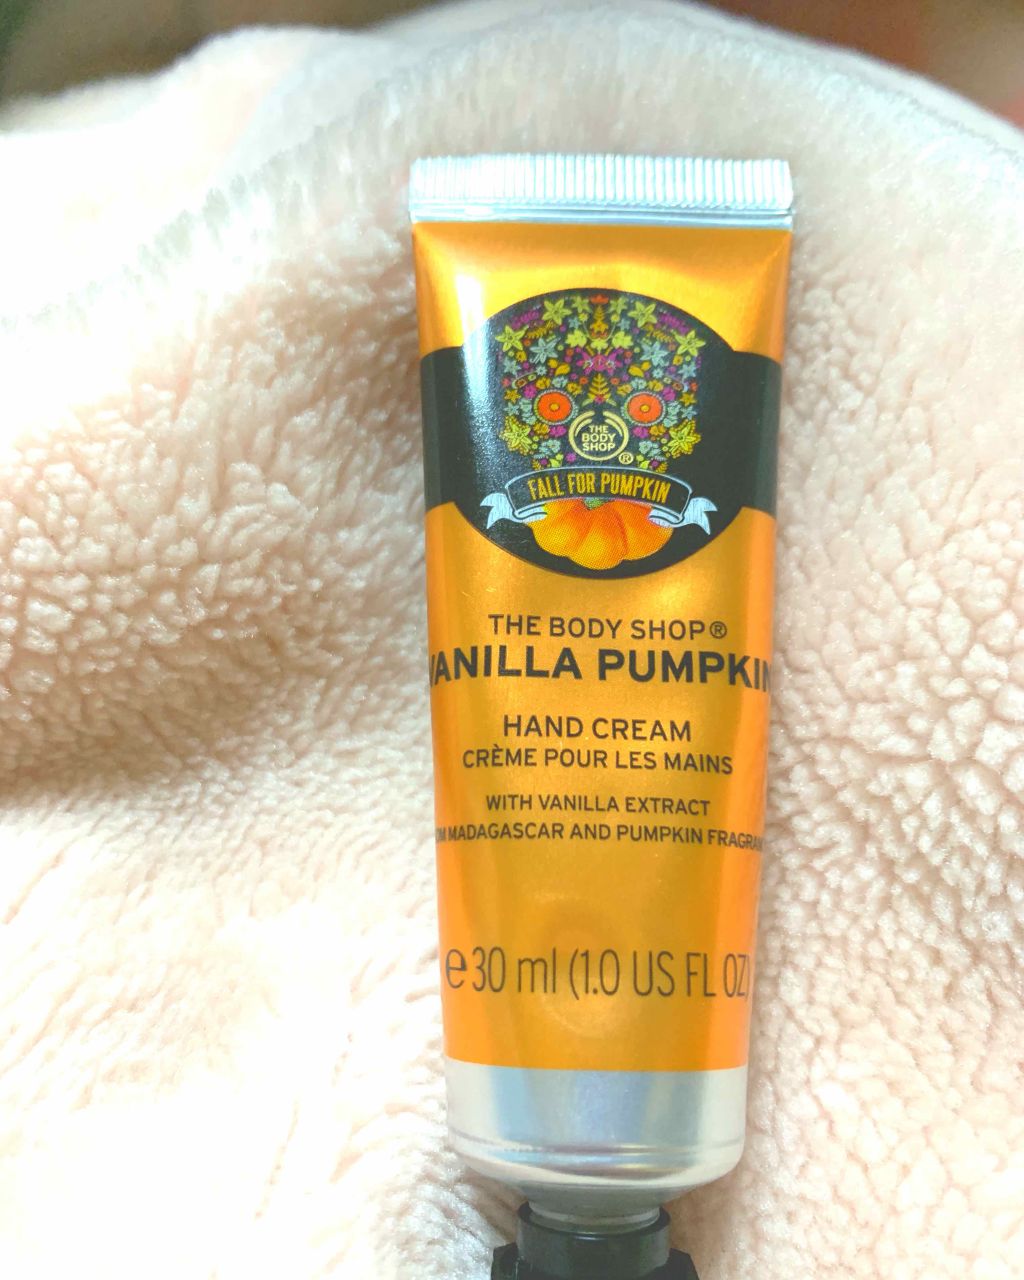 THE
BODY
SHOP
®
FALL FOR PUMPKIN
THE BODY SHOP®
VANILLA PUMPKIN
HAND CREAM
CRÈME POUR LES MAINS
WITH VANILLA EXTRACT
MADAGASCAR AND PUMPKIN
e 30 ml (1.0 US FL OZ)